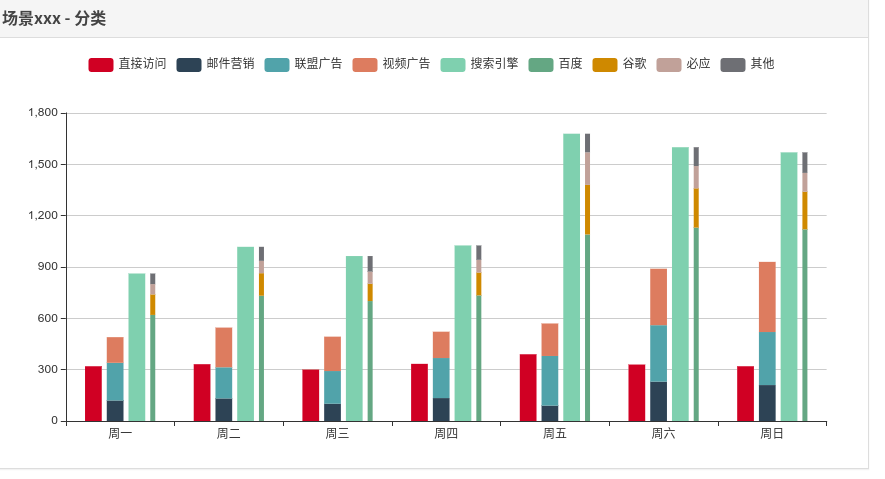 场景xxx - 分类
直接访问 邮件营销 联盟广告 视频广告 搜索引擎 百度 谷歌 必应 其他
1,800
1,500
1,200
900
600
300
0
周一 周二 周三 周四 周五 周六 周日